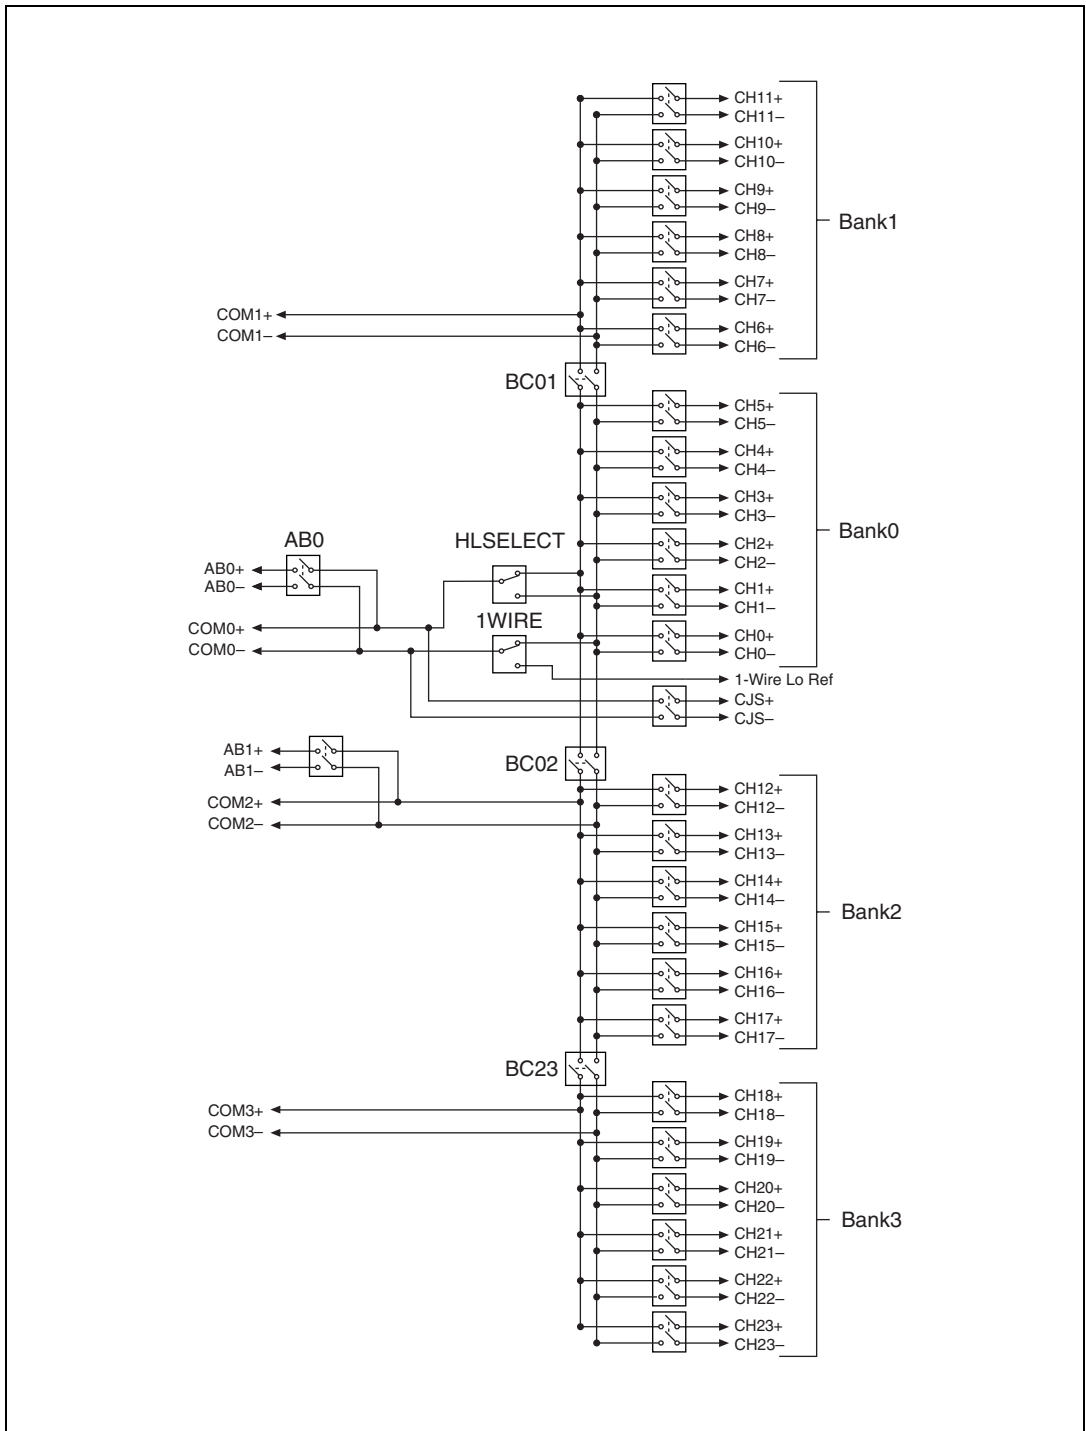 CH11+
CH11–
CH10+
CH10–
CH9+
CH9–
Bank1
CH8+
CH8–
CH7+
CH7–
COM1+
CH6+
COM1–
CH6–
BC01
CH5+
CH5–
CH4+
CH4–
CH3+
CH3–
Bank0
AB0
HLSELECT
CH2+
CH2–
AB0+
AB0–
CH1+
CH1–
1WIRE
COM0+
CH0+
COM0–
CH0–
1-Wire Lo Ref
CJS+
CJS–
AB1+
AB1–
BC02
CH12+
COM2+
CH12–
COM2–
CH13+
CH13–
CH14+
CH14–
Bank2
CH15+
CH15–
CH16+
CH16–
CH17+
CH17–
BC23
CH18+
COM3+
CH18–
COM3–
CH19+
CH19–
CH20+
CH20–
Bank3
CH21+
CH21–
CH22+
CH22–
CH23+
CH23–